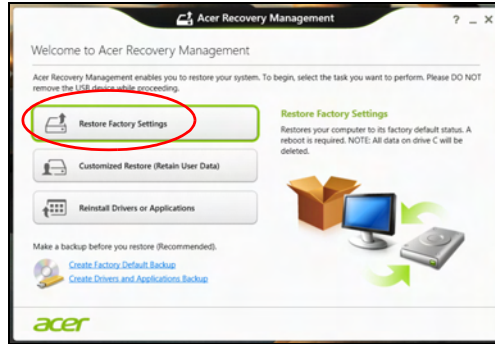 Acer Recovery Management
? _ X
Welcome to Acer Recovery Management
Acer Recovery Management enables you to restore your system. To begin, select the task you want to perform. Please DO NOT
remove the USB device while proceeding.
Restore Factory Settings
Customized Restore (Retain User Data)
Reinstall Drivers or Applications
Restore Factory Settings
Restores your computer to its factory default status. A
reboot is required. NOTE: All data on drive C will be
deleted.
Make a backup before you restore (Recommended).
Create Factory Default Backup
Create Drivers and Applications Backup
acer